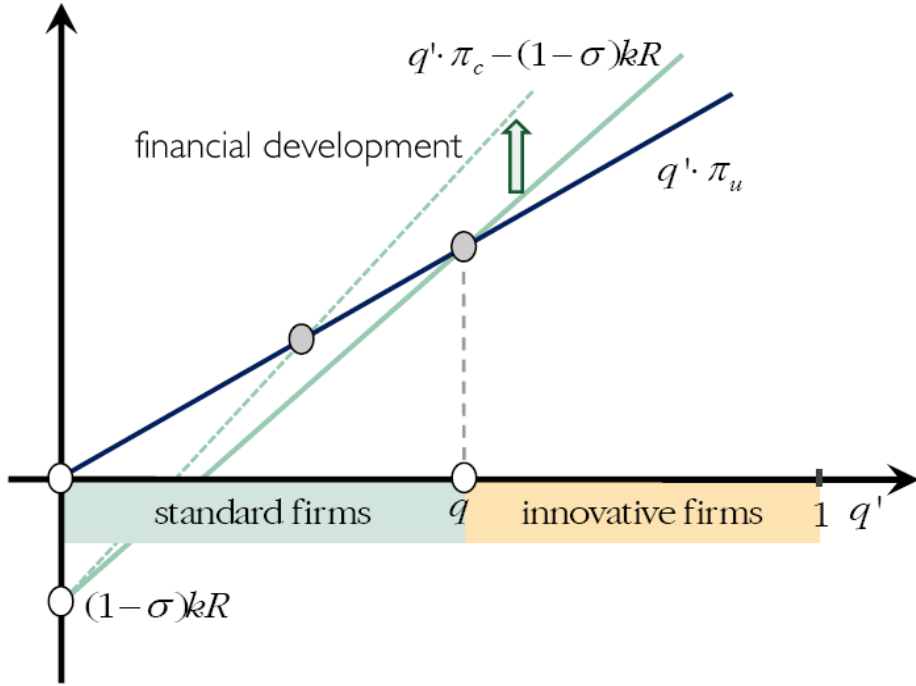 q'· π_c − (1−σ)kR
financial development
q'· π_u
standard firms
q
innovative firms
1
q'
(1−σ)kR